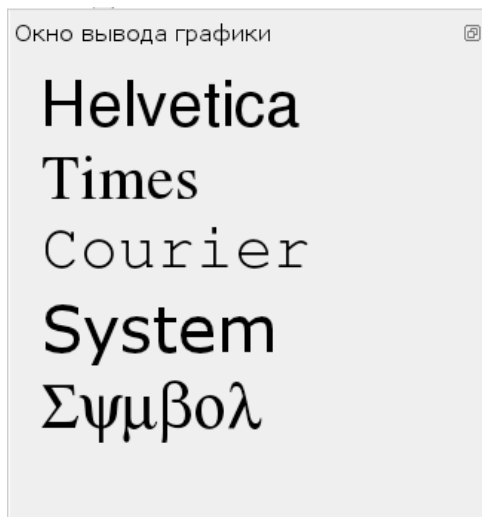 Окно вывода графики
Helvetica
Times
Courier
System
Σψμβολ